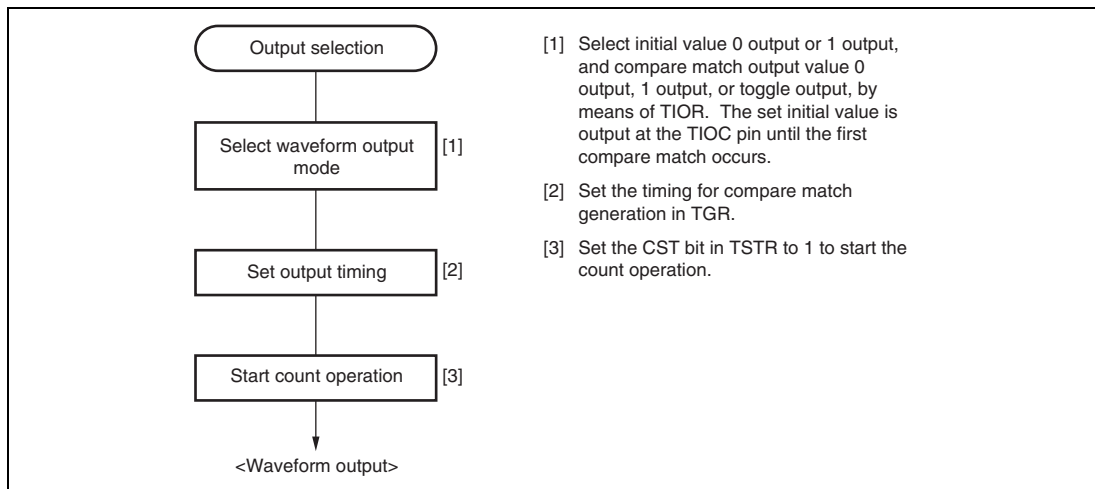 Output selection
Select waveform output
mode
[1]
Set output timing
[2]
Start count operation
[3]
<Waveform output>
[1] Select initial value 0 output or 1 output,
and compare match output value 0
output, 1 output, or toggle output, by
means of TIOR. The set initial value is
output at the TIOC pin until the first
compare match occurs.
[2] Set the timing for compare match
generation in TGR.
[3] Set the CST bit in TSTR to 1 to start the
count operation.